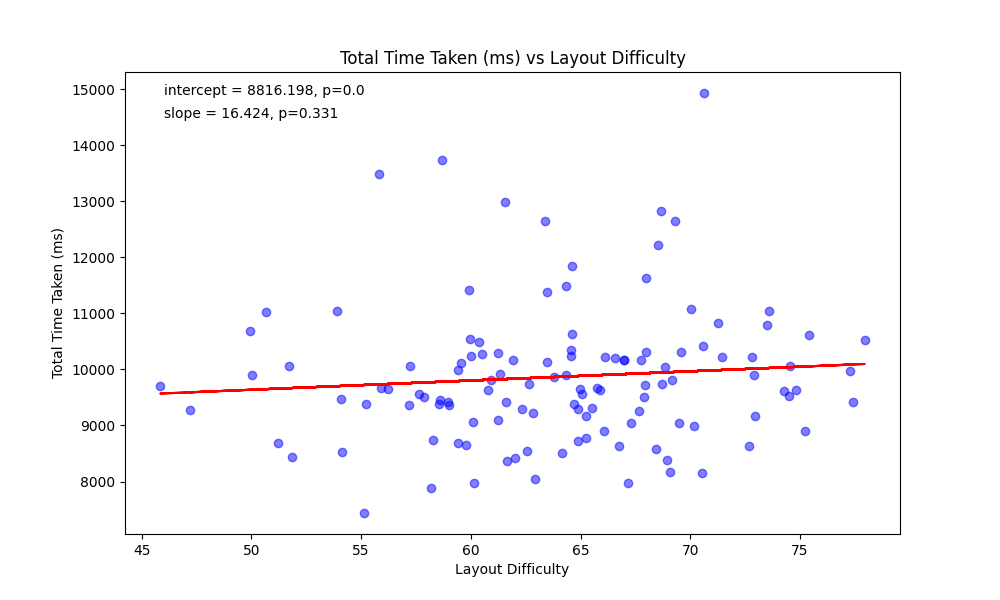 Total Time Taken (ms) vs Layout Difficulty
intercept = 8816.198, p=0.0
slope = 16.424, p=0.331
Total Time Taken (ms)
15000
14000
13000
12000
11000
10000
9000
8000
45 50 55 60 65 70 75
Layout Difficulty